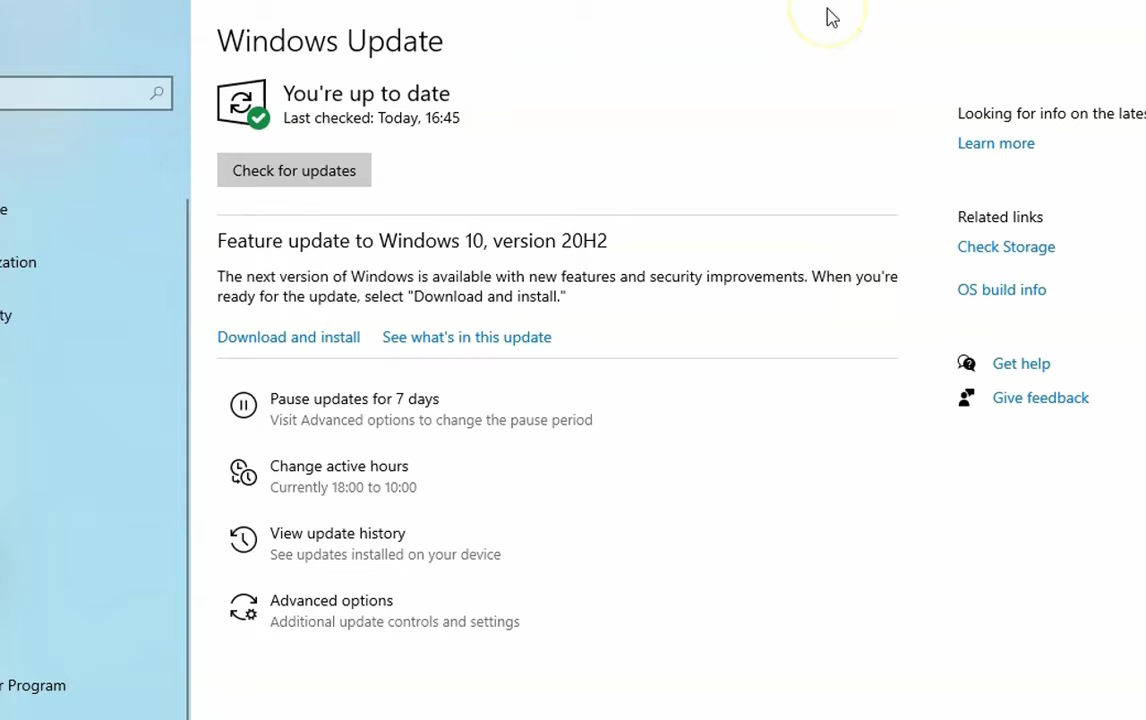 Windows Update
You're up to date
Last checked: Today, 16:45
Check for updates
Feature update to Windows 10, version 20H2
The next version of Windows is available with new features and security improvements. When you're
ready for the update, select "Download and install."
Download and install See what's in this update
Pause updates for 7 days
Visit Advanced options to change the pause period
Change active hours
Currently 18:00 to 10:00
View update history
See updates installed on your device
Advanced options
Additional update controls and settings
Looking for info on the
Learn more
Related links
Check Storage
OS build info
Get help
Give feedback
Program